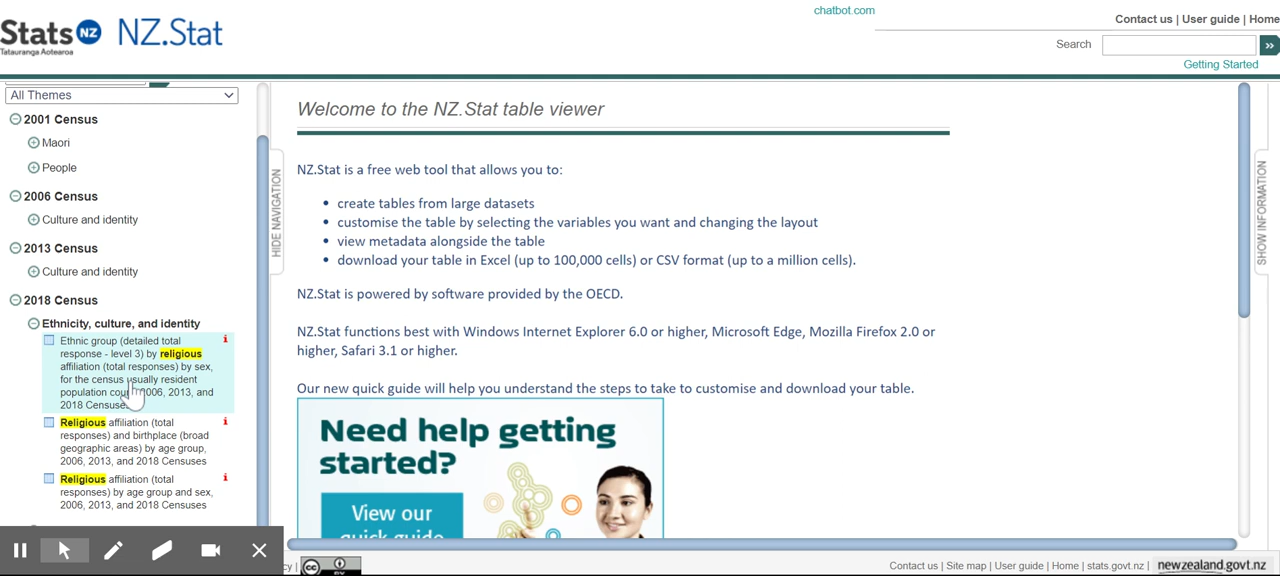 chatbot.com
Contact us | User guide | Home
Stats NZ
Tatauranga Aotearoa
NZ.Stat
Search
»
Getting Started
All Themes
2001 Census
Maori
People
2006 Census
Culture and identity
2013 Census
Culture and identity
2018 Census
Ethnicity, culture, and identity
Ethnic group (detailed total
response - level 3) by religious
affiliation (total responses) by sex,
for the census usually resident
population 2006, 2013, and
2018 Censuses
Religious affiliation (total
responses) and birthplace (broad
geographic areas) by age group,
2006, 2013, and 2018 Censuses
Religious affiliation (total
responses) by age group and sex,
2006, 2013, and 2018 Censuses
HIDE NAVIGATION
Welcome to the NZ.Stat table viewer
NZ.Stat is a free web tool that allows you to:
• create tables from large datasets
• customise the table by selecting the variables you want and changing the layout
• view metadata alongside the table
• download your table in Excel (up to 100,000 cells) or CSV format (up to a million cells).
NZ.Stat is powered by software provided by the OECD.
NZ.Stat functions best with Windows Internet Explorer 6.0 or higher, Microsoft Edge, Mozilla Firefox 2.0 or
higher, Safari 3.1 or higher.
Our new quick guide will help you understand the steps to take to customise and download your table.
Need help getting
started?
View our
quick guide
SHOW INFORMATION
cy |
cc
Contact us | Site map | User guide | Home | stats.govt.nz |
newzealand.govt.nz